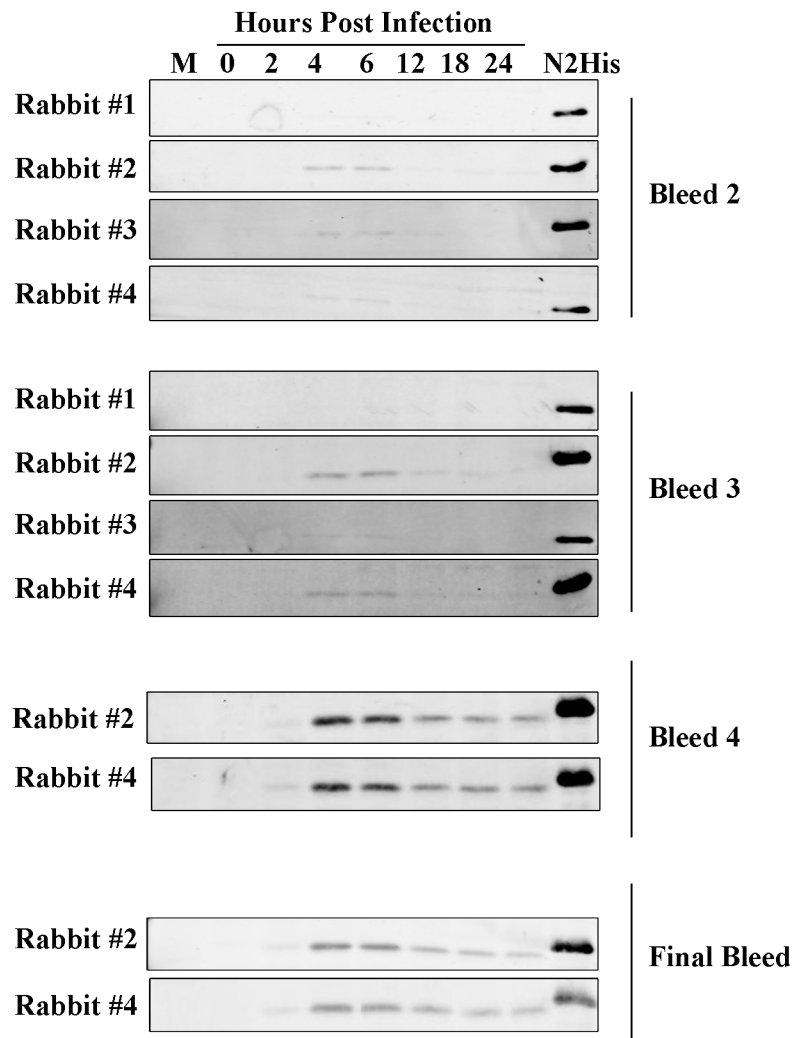 Hours Post Infection
M 0 2 4 6 12 18 24 N2His
Rabbit #1
Rabbit #2
Rabbit #3
Rabbit #4
Bleed 2
Rabbit #1
Rabbit #2
Rabbit #3
Rabbit #4
Bleed 3
Rabbit #2
Rabbit #4
Bleed 4
Rabbit #2
Rabbit #4
Final Bleed